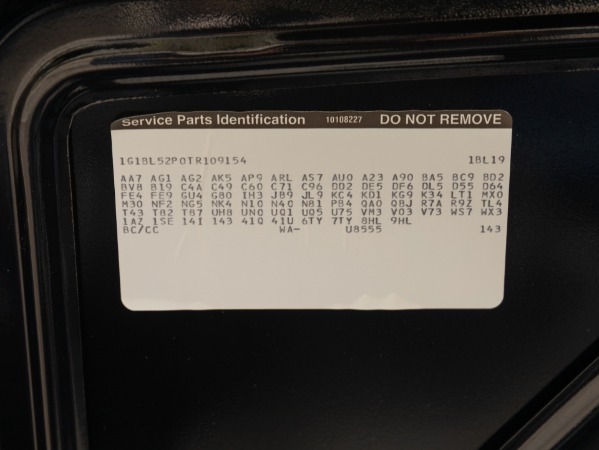 Service Parts Identification 10108227 DO NOT REMOVE
1G1BL52P0TR109154 1BL19
AA7 AG1 AG2 AK5 AP9 ARL AS7 AU0 A23 A90 BA5 BC9 BD2
BV8 B19 C4A C49 C60 C71 C96 DD2 DE5 DF6 DL5 D55 D64
FE4 FE9 GU4 G80 IH3 JB9 JL9 KC4 KD1 KG9 K34 LT1 MX0
M30 NF2 NG5 NK4 N10 N40 N81 PB4 QA0 QBJ R7A R9Z TL4
T43 T82 T87 UH8 UN0 UQ1 UQ5 U75 VM3 V03 V73 WS7 WX3
1AZ 1SE 14I 143 41Q 41U 6TY 7TY 8HL 9HL
BC/CC WA- U8555 143